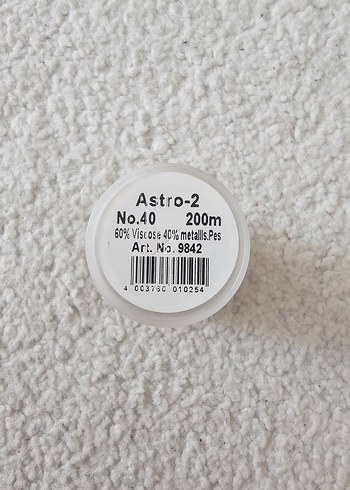 Astro-2
No.40 200m
60% Viscose 40% metallis.Pes
Art. No. 9842
4 003760 010254